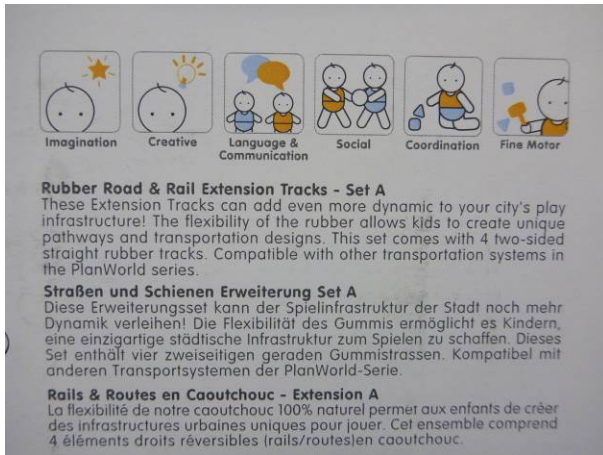 Imagination
Creative
Language &
Communication
Social
Coordination
Fine Motor
Rubber Road & Rail Extension Tracks - Set A
These Extension Tracks can add even more dynamic to your city's play
infrastructure! The flexibility of the rubber allows kids to create unique
pathways and transportation designs. This set comes with 4 two-sided
straight rubber tracks. Compatible with other transportation systems in
the PlanWorld series.
Straßen und Schienen Erweiterung Set A
Diese Erweiterungsset kann der Spielinfrastruktur der Stadt noch mehr
Dynamik verleihen! Die Flexibilität des Gummis ermöglicht es Kindern,
eine einzigartige städtische Infrastruktur zum Spielen zu schaffen. Dieses
Set enthält vier zweiseitigen geraden Gummistrassen. Kompatibel mit
anderen Transportsystemen der PlanWorld-Serie.
Rails & Routes en Caoutchouc - Extension A
La flexibilité de notre caoutchouc 100% naturel permet aux enfants de créer
des infrastructures urbaines uniques pour jouer. Cet ensemble comprend
4 éléments droits réversibles (rails/routes)en caoutchouc.